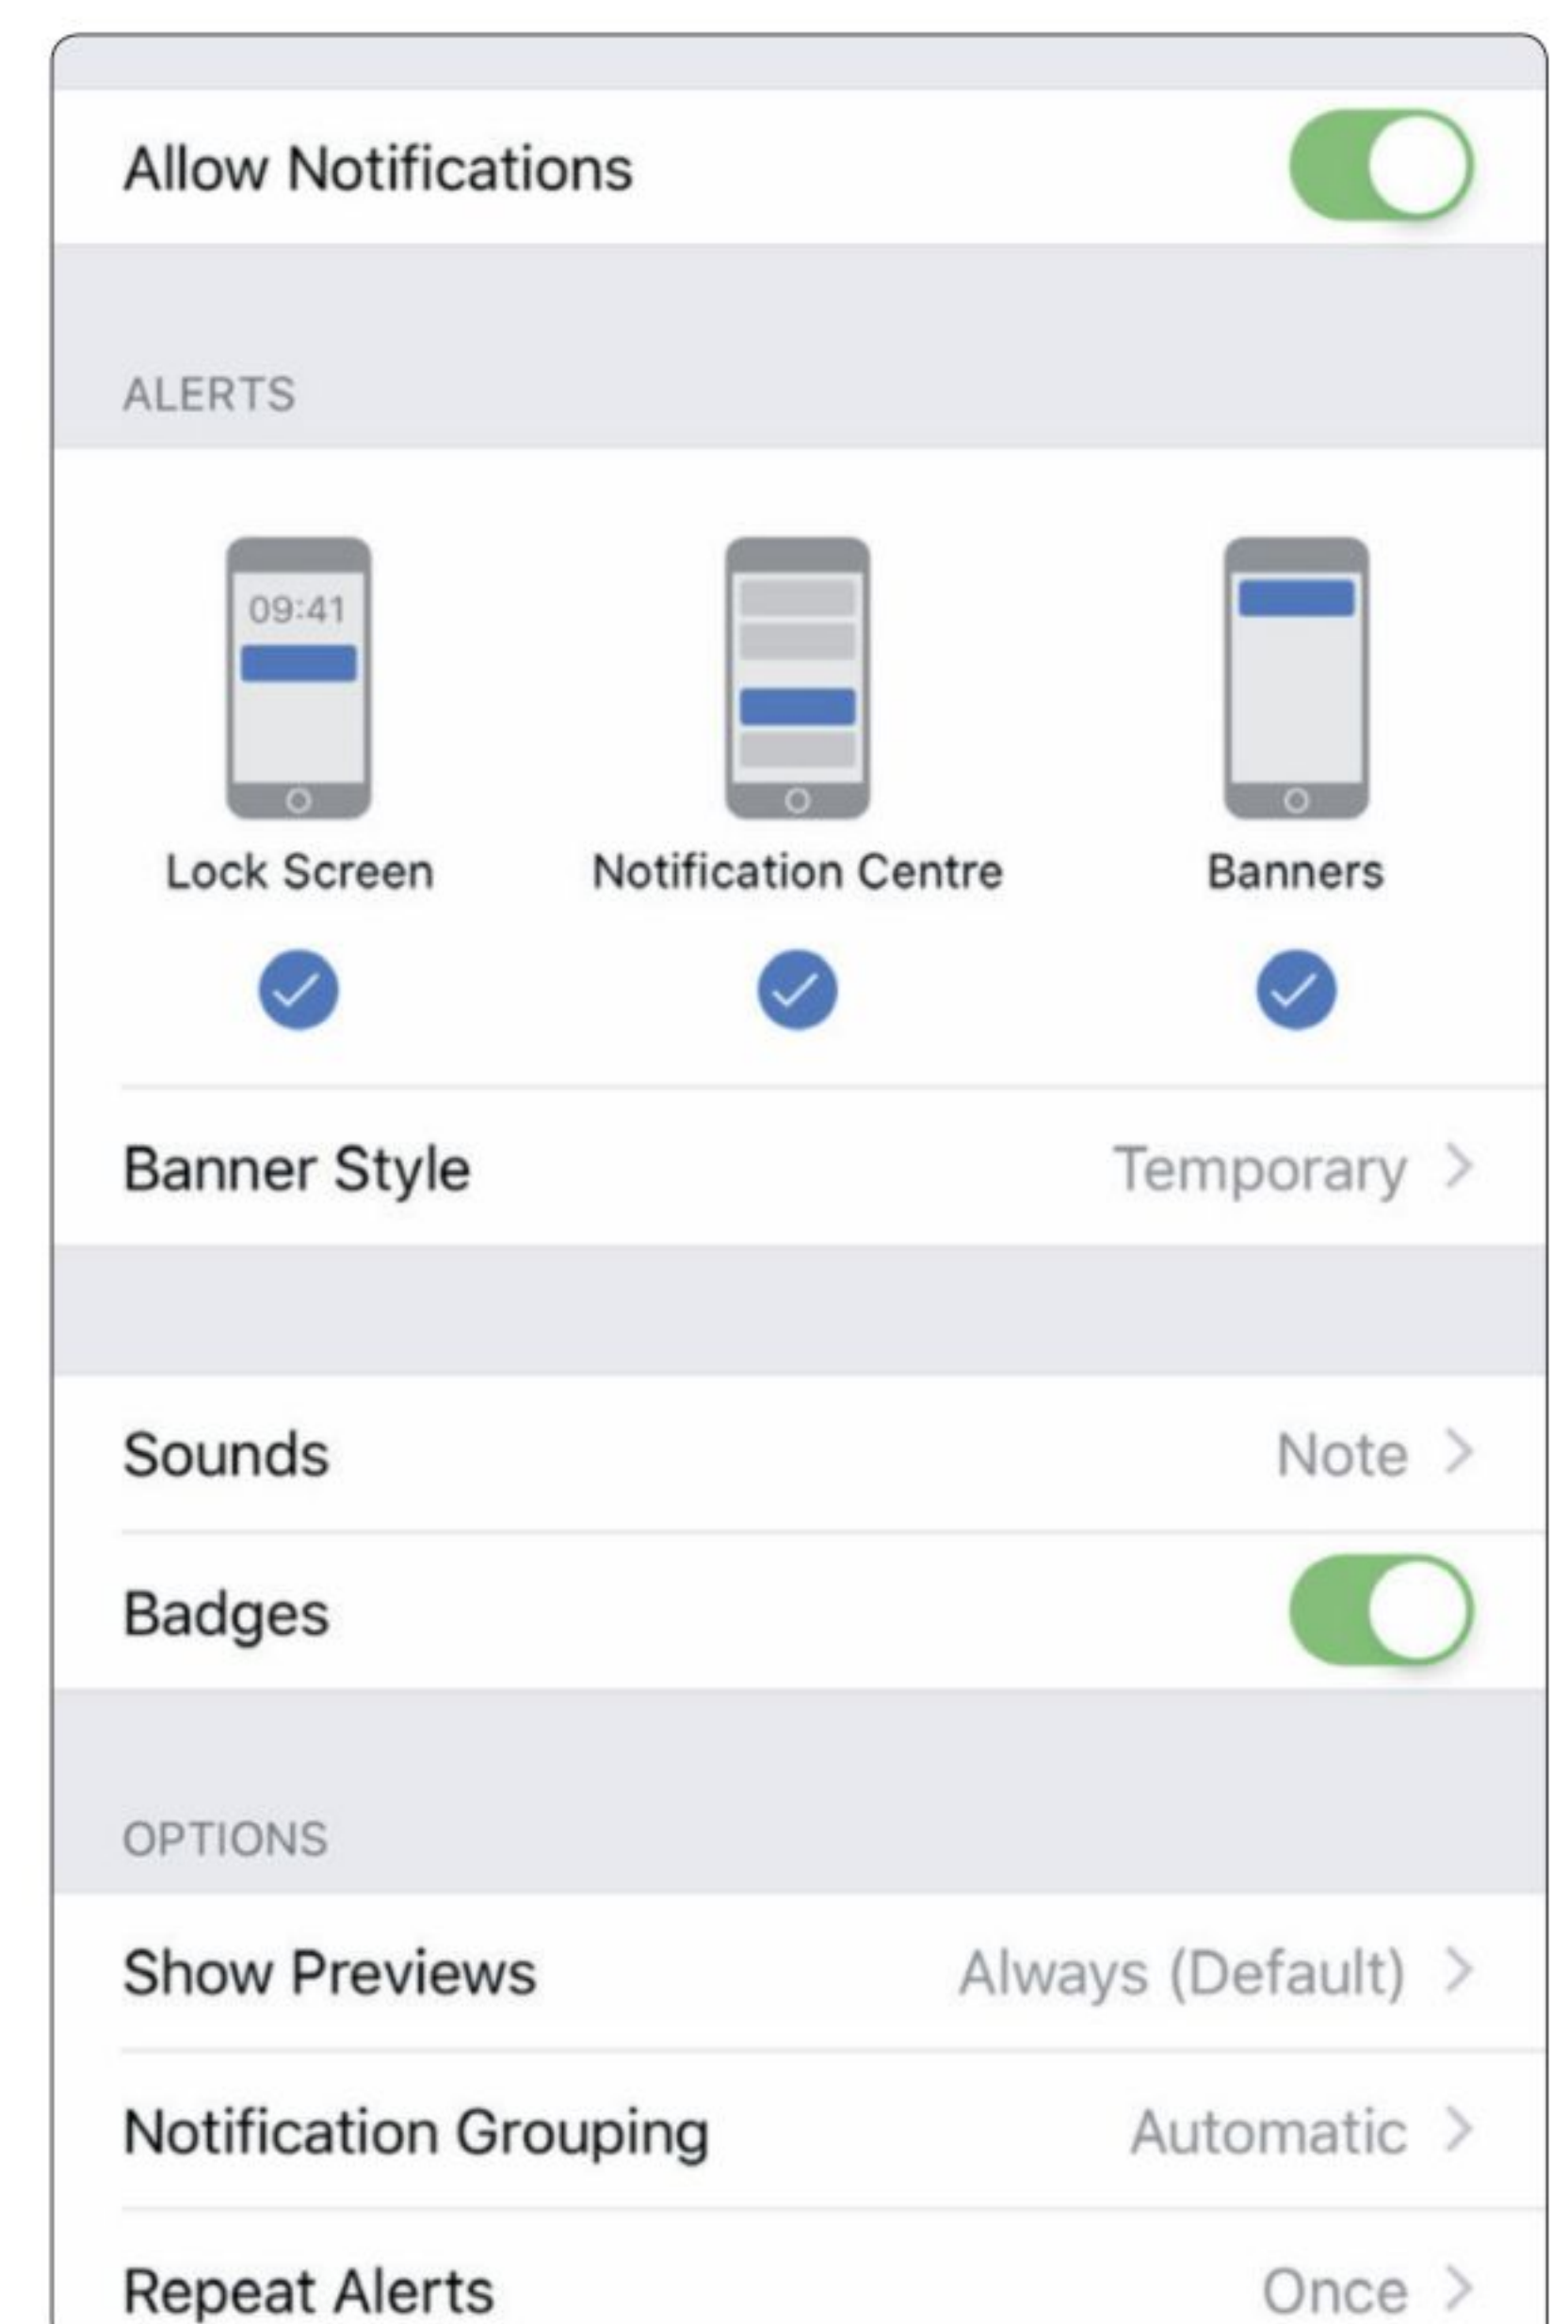 Allow Notifications
ALERTS
09:41
Lock Screen Notification Centre Banners
Banner Style Temporary
Sounds Note
Badges
OPTIONS
Show Previews Always (Default)
Notification Grouping Automatic
Repeat Alerts Once